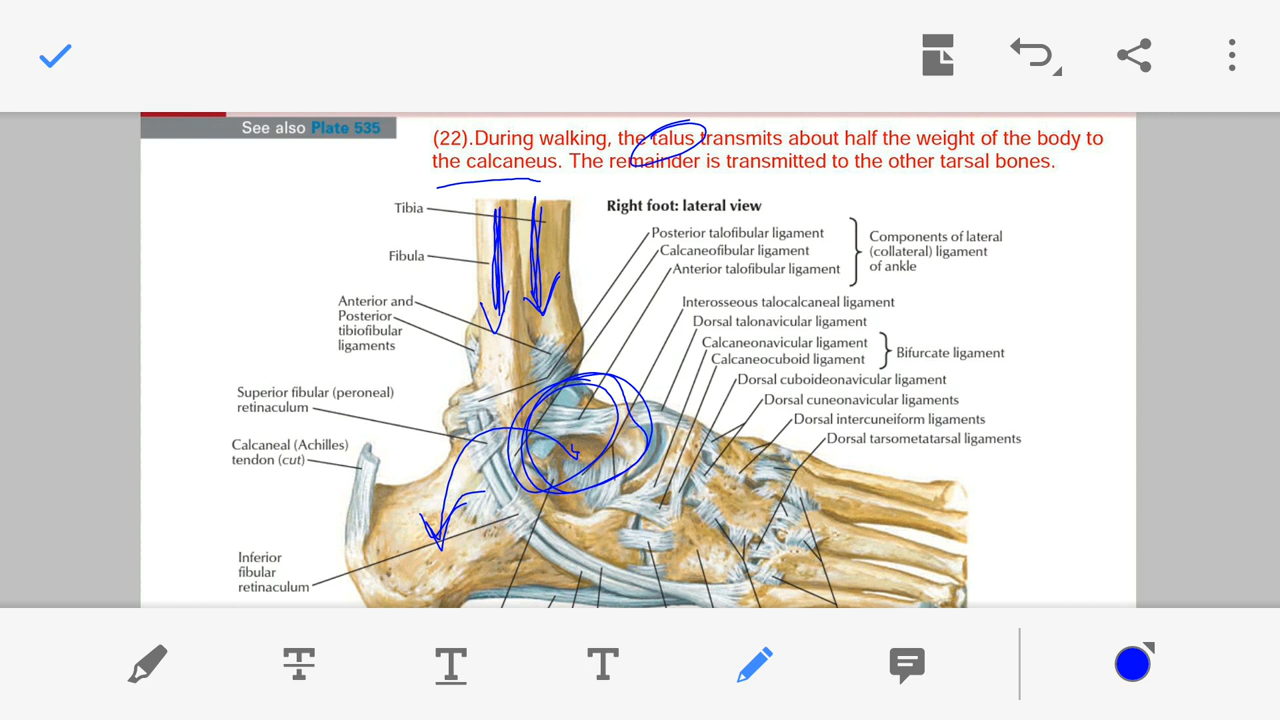 See also Plate 535
(22).During walking, the talus transmits about half the weight of the body to
the calcaneus. The remainder is transmitted to the other tarsal bones.
Right foot: lateral view
Tibia
Fibula
Anterior and
Posterior
tibiofibular
ligaments
Superior fibular (peroneal)
retinaculum
Calcaneal (Achilles)
tendon (cut)
Inferior
fibular
retinaculum
Posterior talofibular ligament
Calcaneofibular ligament
Anterior talofibular ligament
Components of lateral
(collateral) ligament
of ankle
Interosseous talocalcaneal ligament
Dorsal talonavicular ligament
Calcaneonavicular ligament
Calcaneocuboid ligament
Bifurcate ligament
Dorsal cuboideonavicular ligament
Dorsal cuneonavicular ligaments
Dorsal intercuneiform ligaments
Dorsal tarsometatarsal ligaments
T
T
T